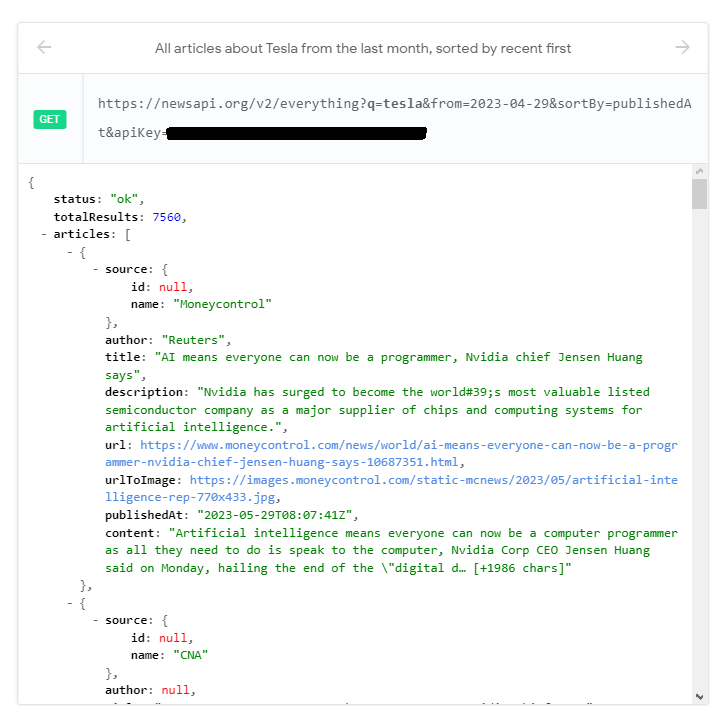 All articles about Tesla from the last month, sorted by recent first
GET
https://newsapi.org/v2/everything?q=tesla&from=2023-04-29&sortBy=publishedA
t&apiKey=
{
status: "ok",
totalResults: 7560,
- articles: [
- {
- source: {
id: null,
name: "Moneycontrol"
},
author: "Reuters",
title: "AI means everyone can now be a programmer, Nvidia chief Jensen Huang
says",
description: "Nvidia has surged to become the world#39;s most valuable listed
semiconductor company as a major supplier of chips and computing systems for
artificial intelligence.",
url: https://www.moneycontrol.com/news/world/ai-means-everyone-can-now-be-a-progr
ammer-nvidia-chief-jensen-huang-says-10687351.html,
urlToImage: https://images.moneycontrol.com/static-mcnews/2023/05/artificial-inte
lligence-rep-770x433.jpg,
publishedAt: "2023-05-29T08:07:41Z",
content: "Artificial intelligence means everyone can now be a computer programmer
as all they need to do is speak to the computer, Nvidia Corp CEO Jensen Huang
said on Monday, hailing the end of the \"digital d… [+1986 chars]"
},
- {
- source: {
id: null,
name: "CNA"
},
author: null,